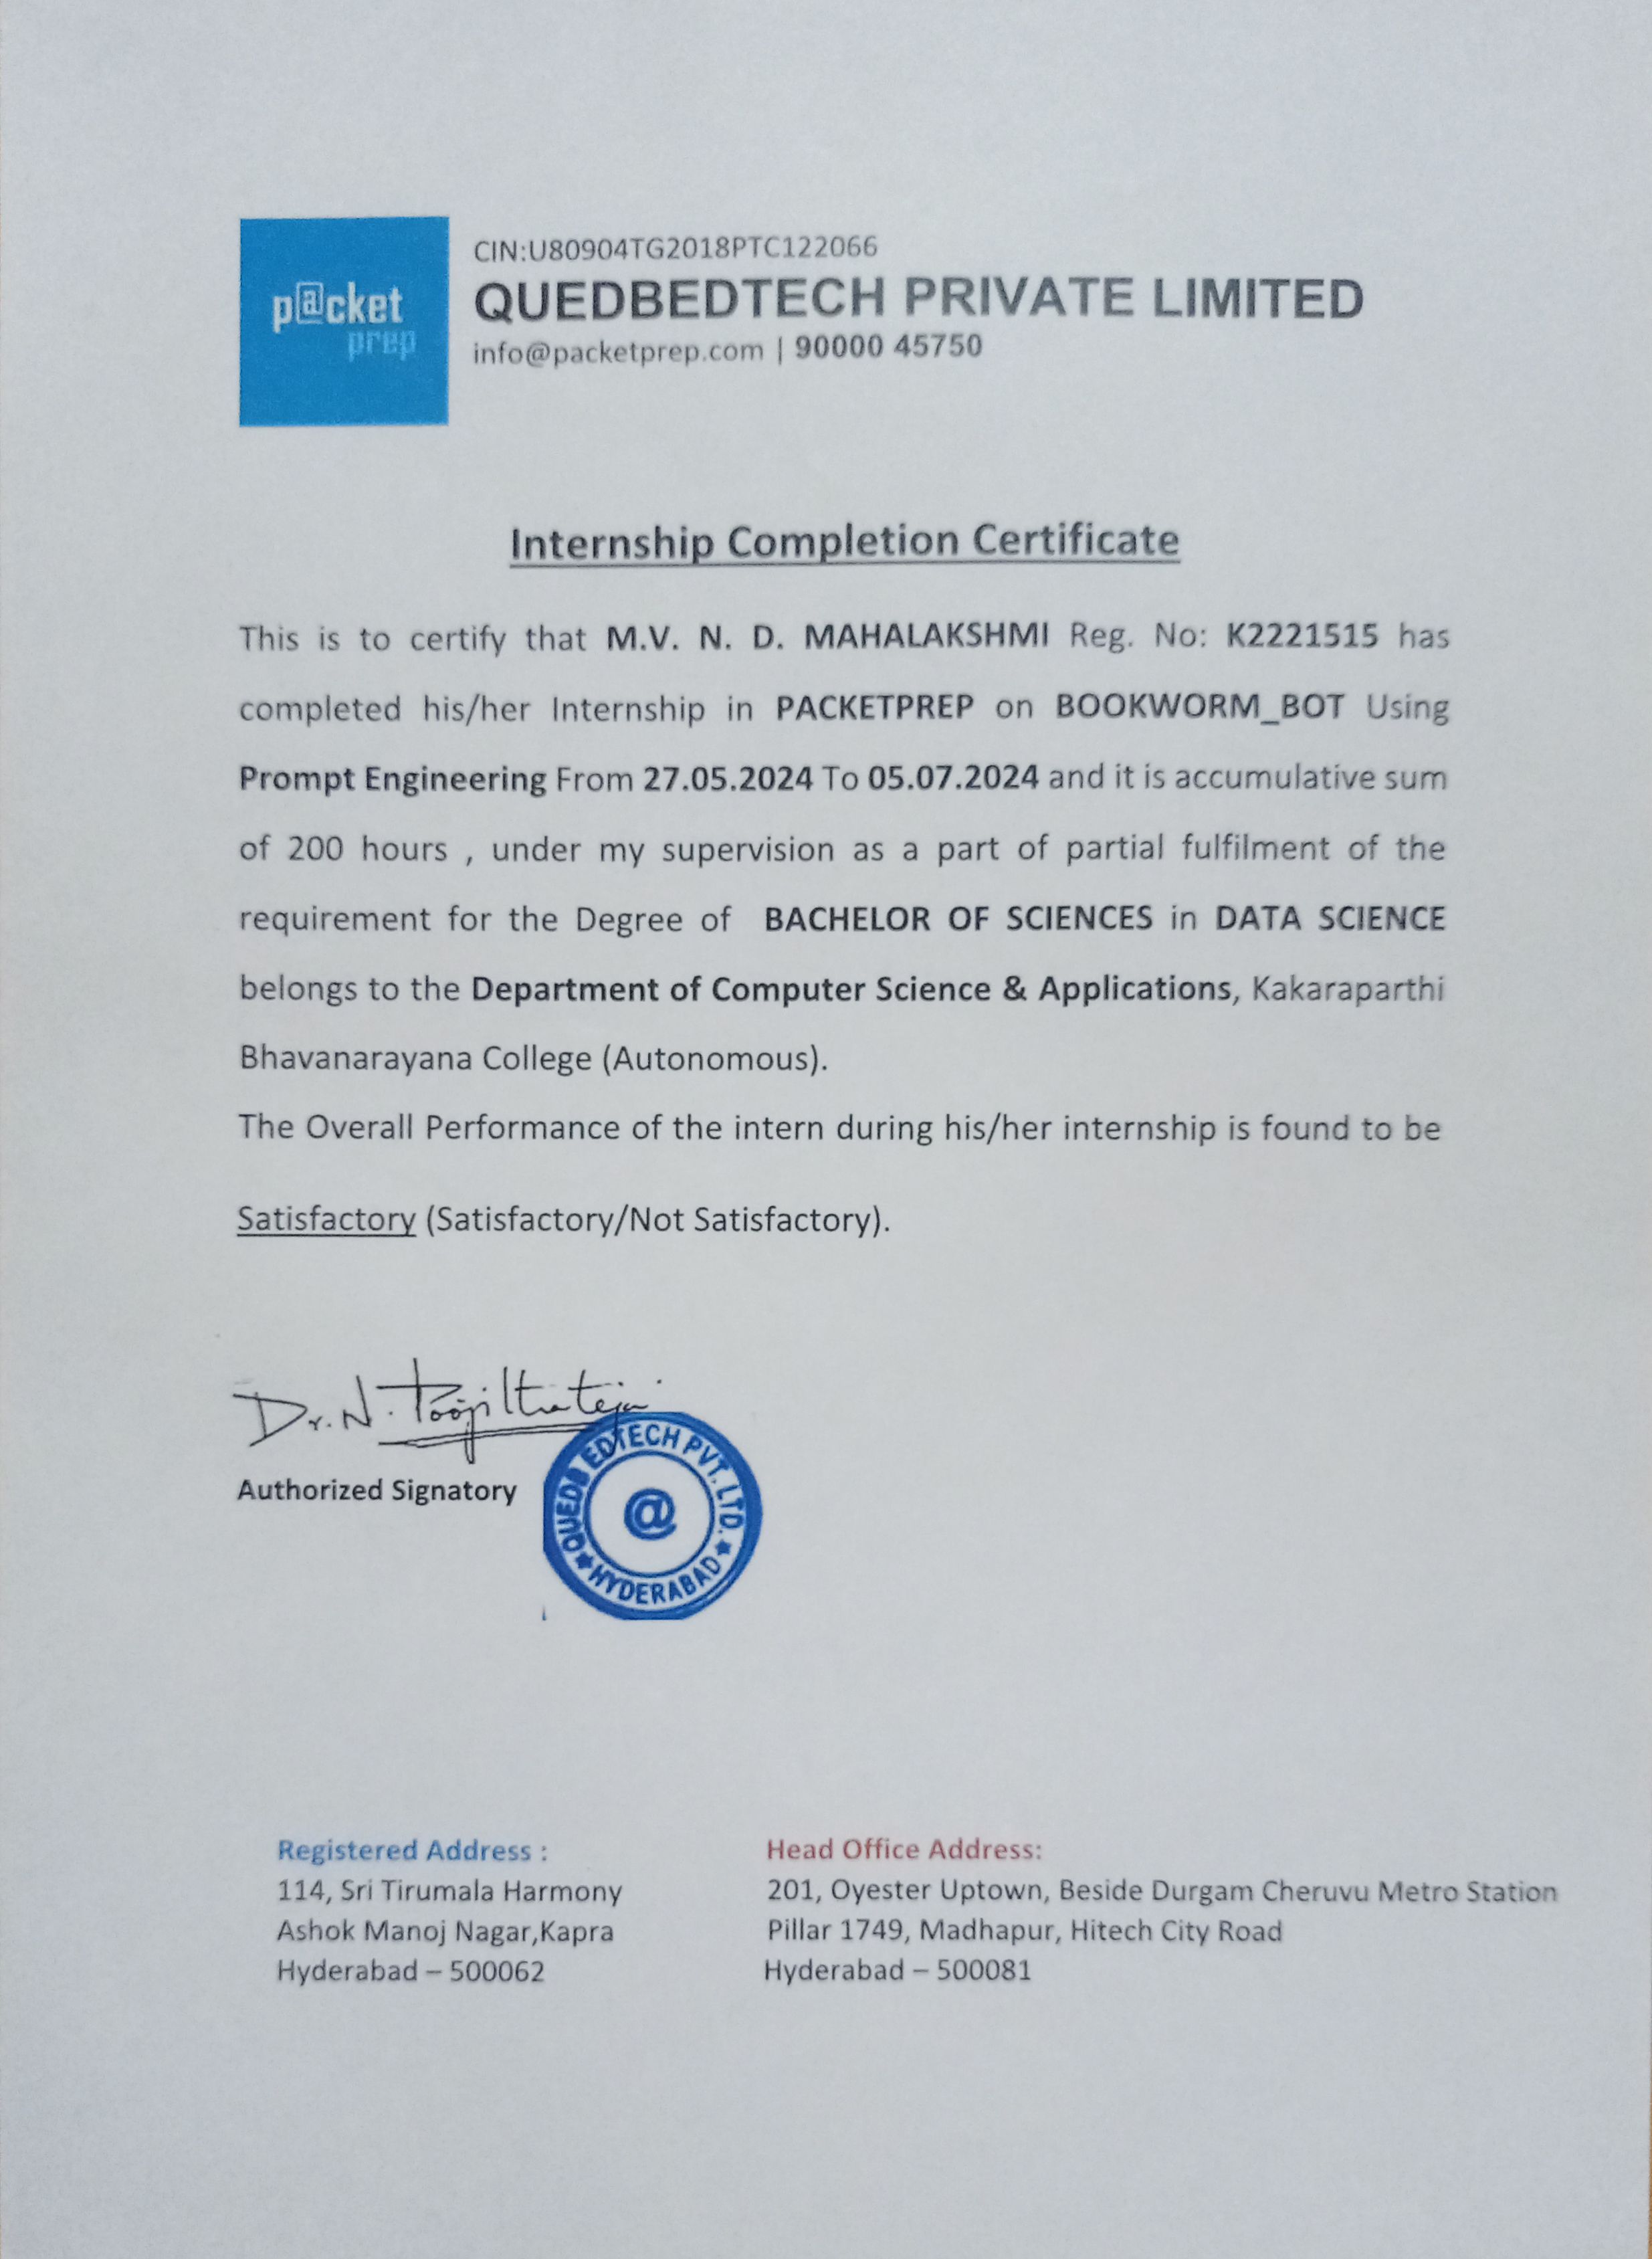 p@cket
prep
CIN:U80904TG2018PTC122066
QUEDBEDTECH PRIVATE LIMITED
info@packetprep.com | 90000 45750
Internship Completion Certificate
This is to certify that M.V. N. D. MAHALAKSHMI Reg. No: K2221515 has
completed his/her Internship in PACKETPREP on BOOKWORM_BOT Using
Prompt Engineering From 27.05.2024 To 05.07.2024 and it is accumulative sum
of 200 hours , under my supervision as a part of partial fulfilment of the
requirement for the Degree of BACHELOR OF SCIENCES in DATA SCIENCE
belongs to the Department of Computer Science & Applications, Kakaraparthi
Bhavanarayana College (Autonomous).
The Overall Performance of the intern during his/her internship is found to be
Satisfactory (Satisfactory/Not Satisfactory).
Dr. N.
Authorized Signatory
QUEDB EDTECH PVT. LTD.
@
★ HYDERABAD ★
Registered Address :
114, Sri Tirumala Harmony
Ashok Manoj Nagar,Kapra
Hyderabad – 500062
Head Office Address:
201, Oyester Uptown, Beside Durgam Cheruvu Metro Station
Pillar 1749, Madhapur, Hitech City Road
Hyderabad – 500081